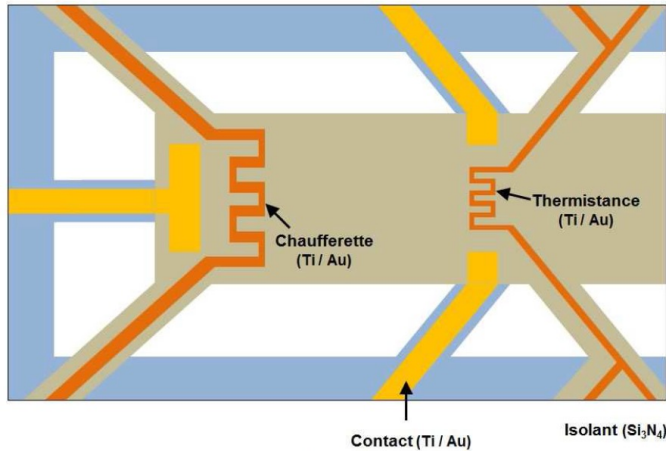 Thermistance
(Ti / Au)
Chaufferette
(Ti / Au)
Contact (Ti / Au)
Isolant (Si₃N₄)